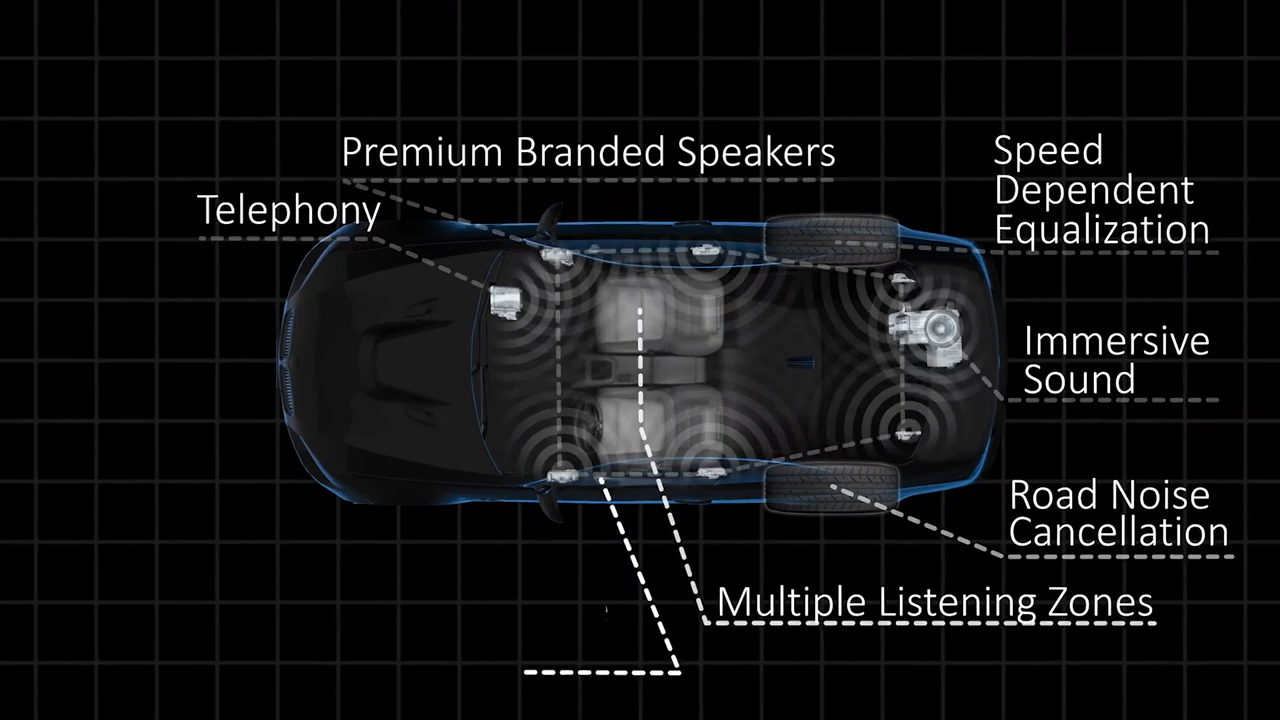 Premium Branded Speakers
Telephony
Speed
Dependent
Equalization
Immersive
Sound
Road Noise
Cancellation
Multiple Listening Zones